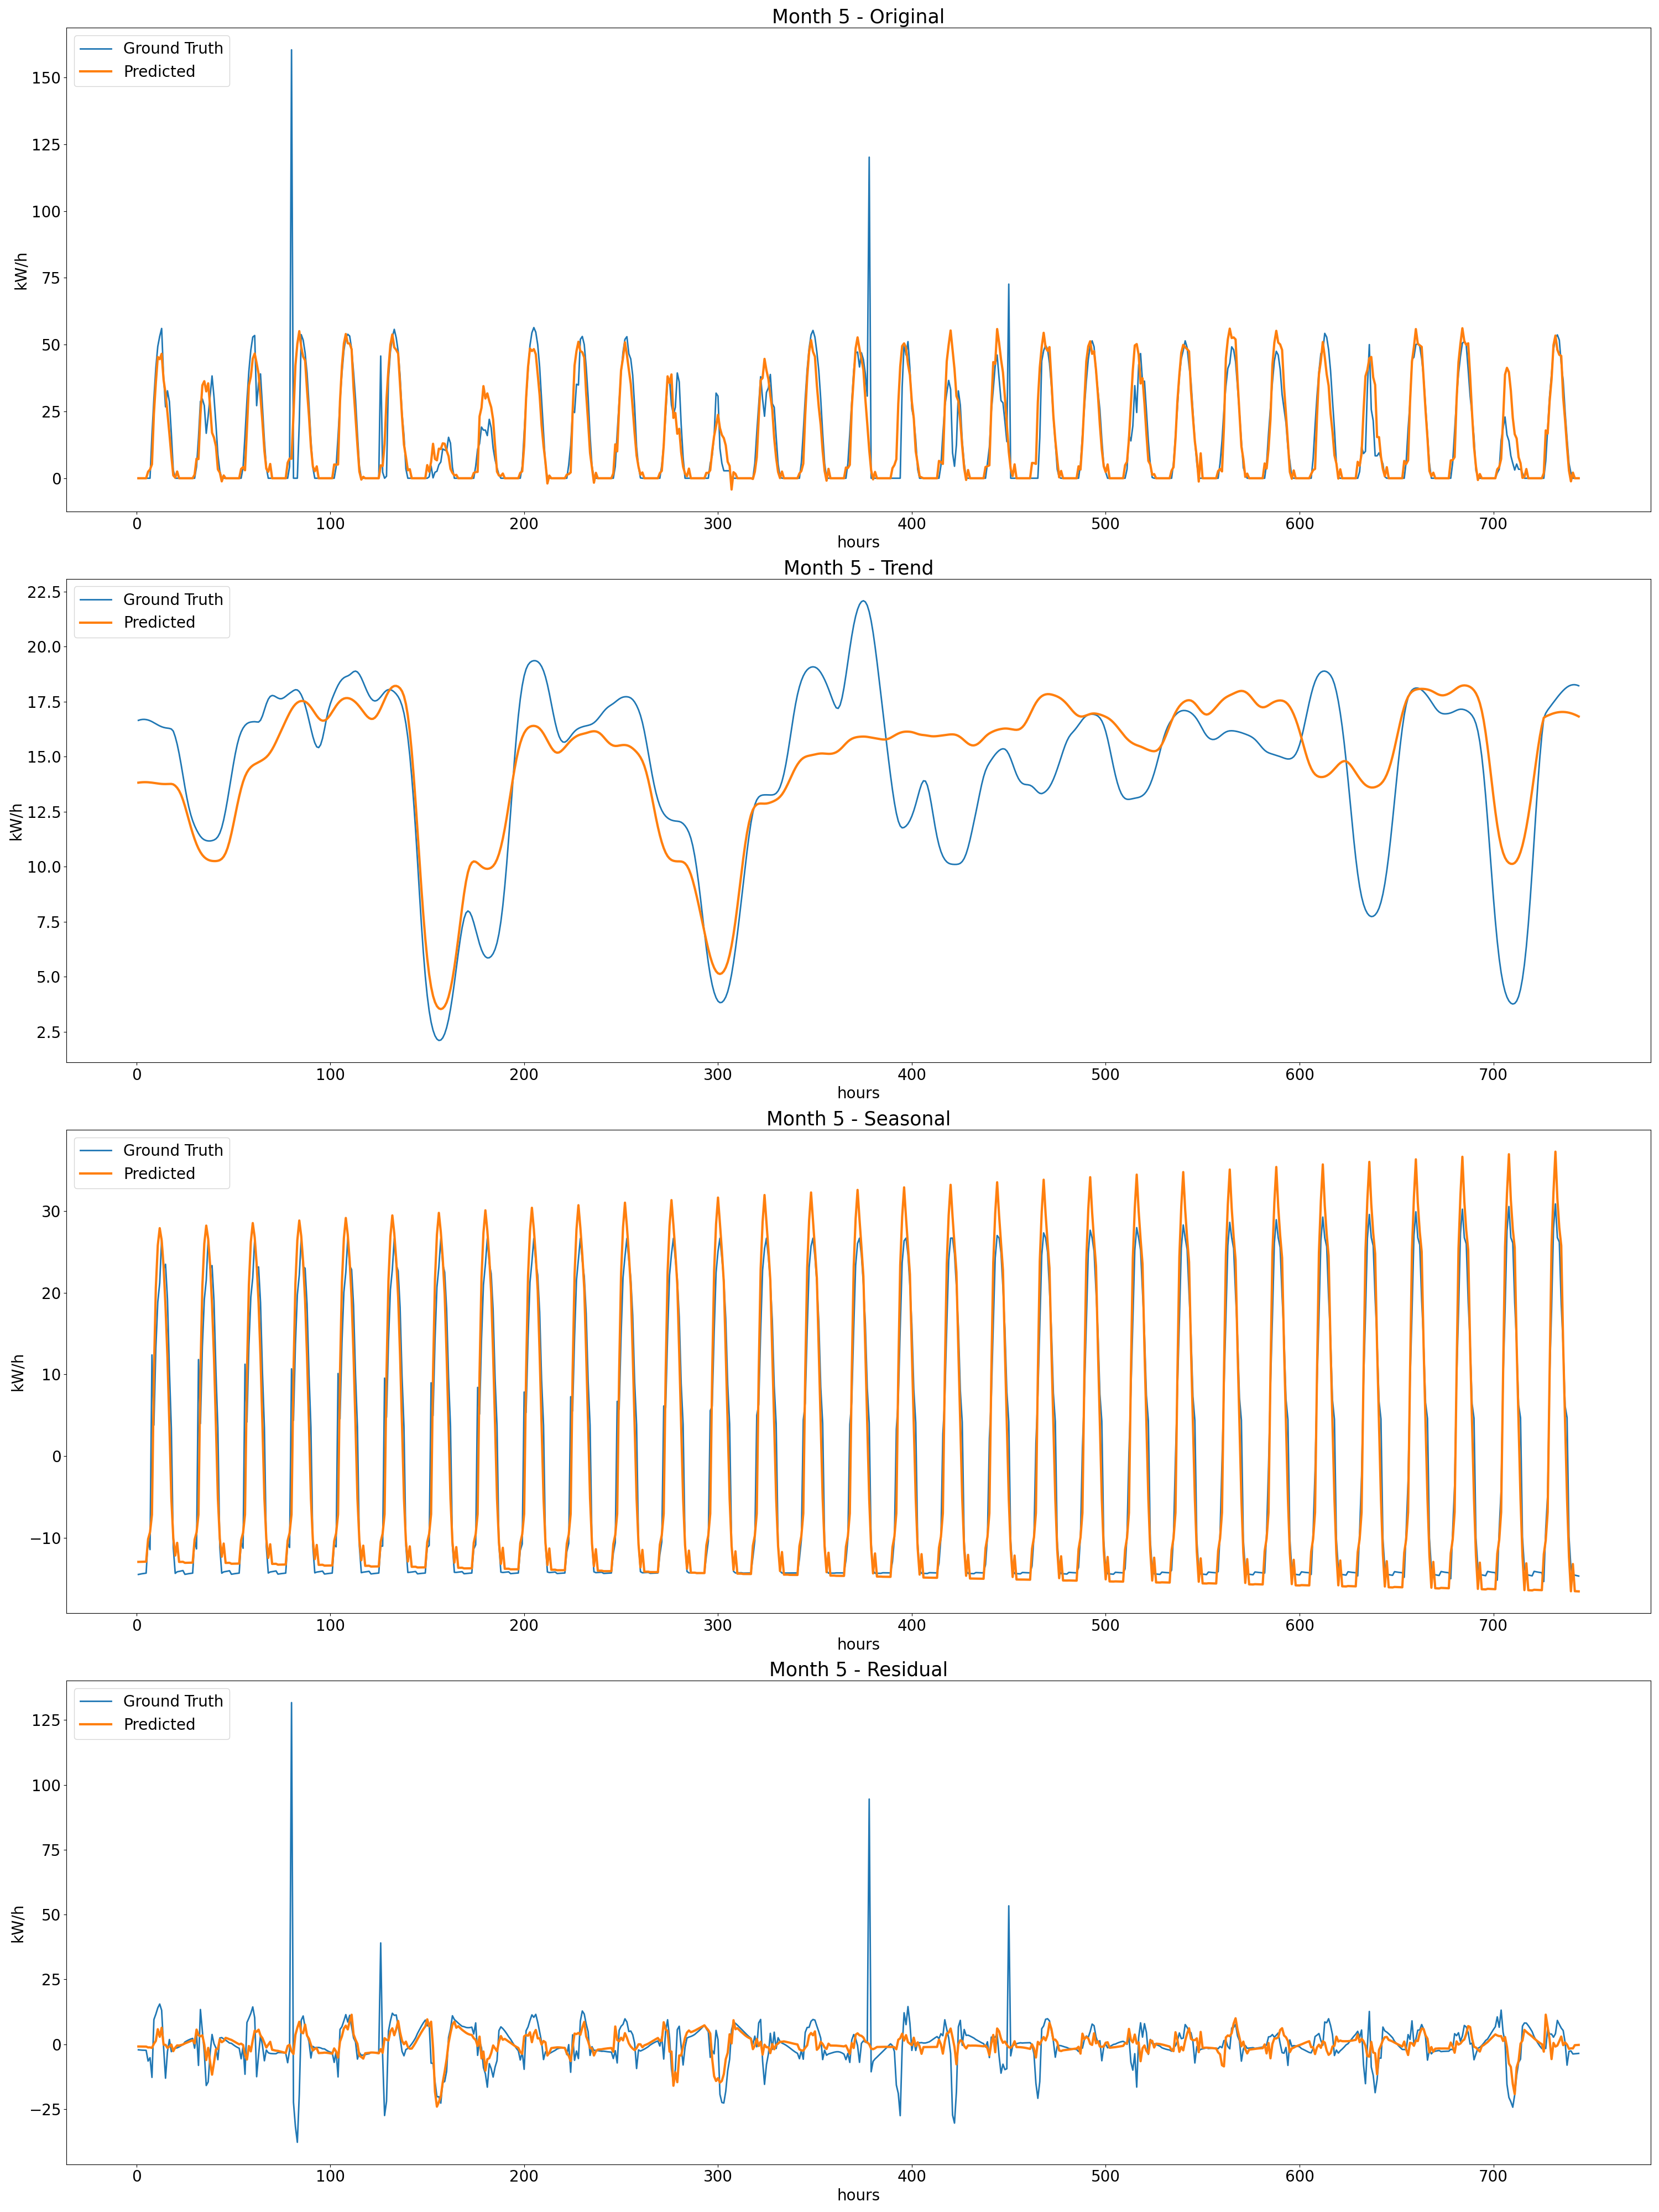 Month 5 - Original
Ground Truth
Predicted
150
125
100
75
50
25
0
kW/h
0 100 200 300 400 500 600 700
hours
Month 5 - Trend
Ground Truth
Predicted
22.5
20.0
17.5
15.0
12.5
10.0
7.5
5.0
2.5
kW/h
0 100 200 300 400 500 600 700
hours
Month 5 - Seasonal
Ground Truth
Predicted
30
20
10
0
−10
kW/h
0 100 200 300 400 500 600 700
hours
Month 5 - Residual
Ground Truth
Predicted
125
100
75
50
25
0
−25
kW/h
0 100 200 300 400 500 600 700
hours